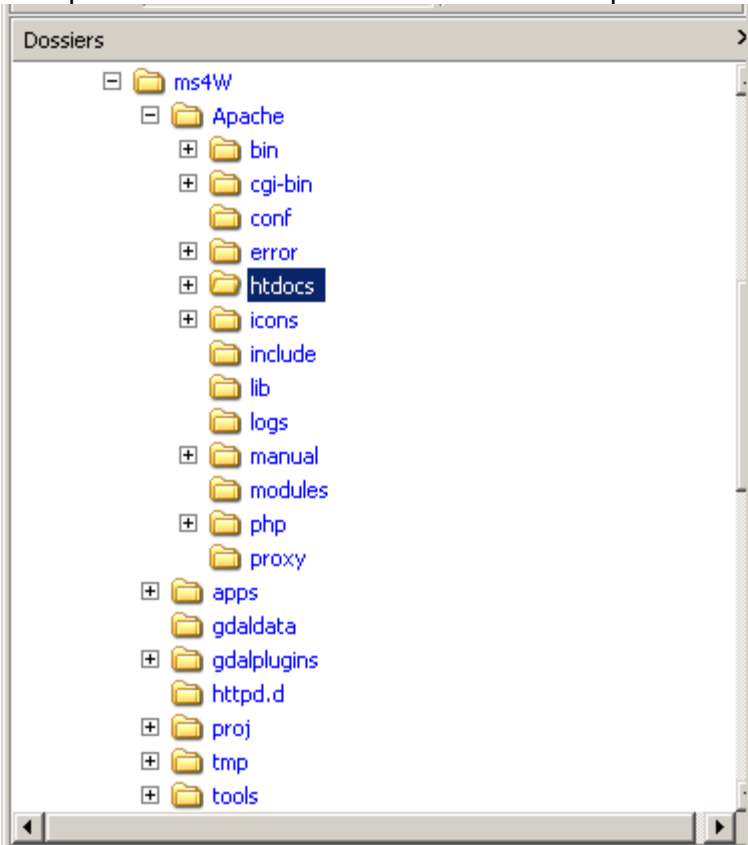 Dossiers
ms4W
Apache
bin
cgi-bin
conf
error
htdocs
icons
include
lib
logs
manual
modules
php
proxy
apps
gdaldata
gdalplugins
httpd.d
proj
tmp
tools